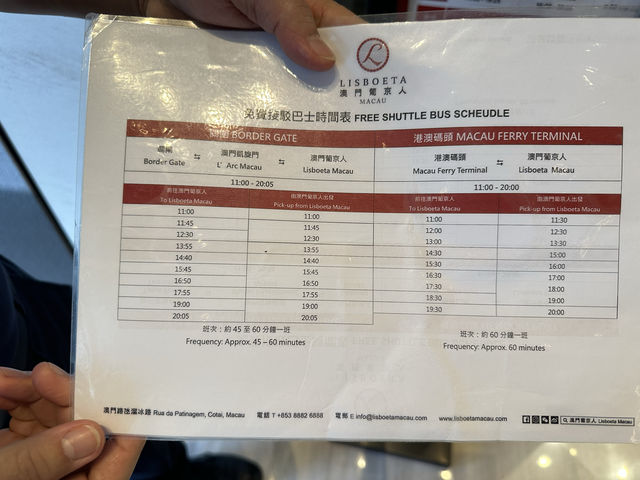 LISBOETA
澳門葡京人
MACAU
免費接駁巴士時間表 FREE SHUTTLE BUS SCHEUDLE
關閘 BORDER GATE
港澳碼頭 MACAU FERRY TERMINAL
關閘 ⇆ 澳門凱旋門 ⇆ 澳門葡京人
Border Gate L' Arc Macau Lisboeta Macau
港澳碼頭 ⇆ 澳門葡京人
Macau Ferry Terminal Lisboeta Macau
11:00 - 20:05
11:00 - 20:00
前往澳門葡京人 由澳門葡京人出發
To Lisboeta Macau Pick-up from Lisboeta Macau
前往澳門葡京人 由澳門葡京人出發
To Lisboeta Macau Pick-up from Lisboeta Macau
11:00 11:00 11:00 11:30
11:45 11:45 12:00 12:30
12:30 12:30 13:00 13:30
13:55 13:55 14:30 15:00
14:40 14:40 15:30 16:00
15:45 15:45 16:30 17:00
16:50 16:50 17:30 18:00
17:55 17:55 18:30 19:00
19:00 19:00 19:30 20:00
20:05 20:05
班次：約 45 至 60 分鐘一班
Frequency: Approx. 45 – 60 minutes
班次：約 60 分鐘一班
Frequency: Approx. 60 minutes
澳門路氹溜冰路 Rua da Patinagem, Cotai, Macau 電話 T +853 8882 6888 電郵 E info@lisboetamacau.com www.lisboetamacau.com 澳門葡京人 Lisboeta Macau